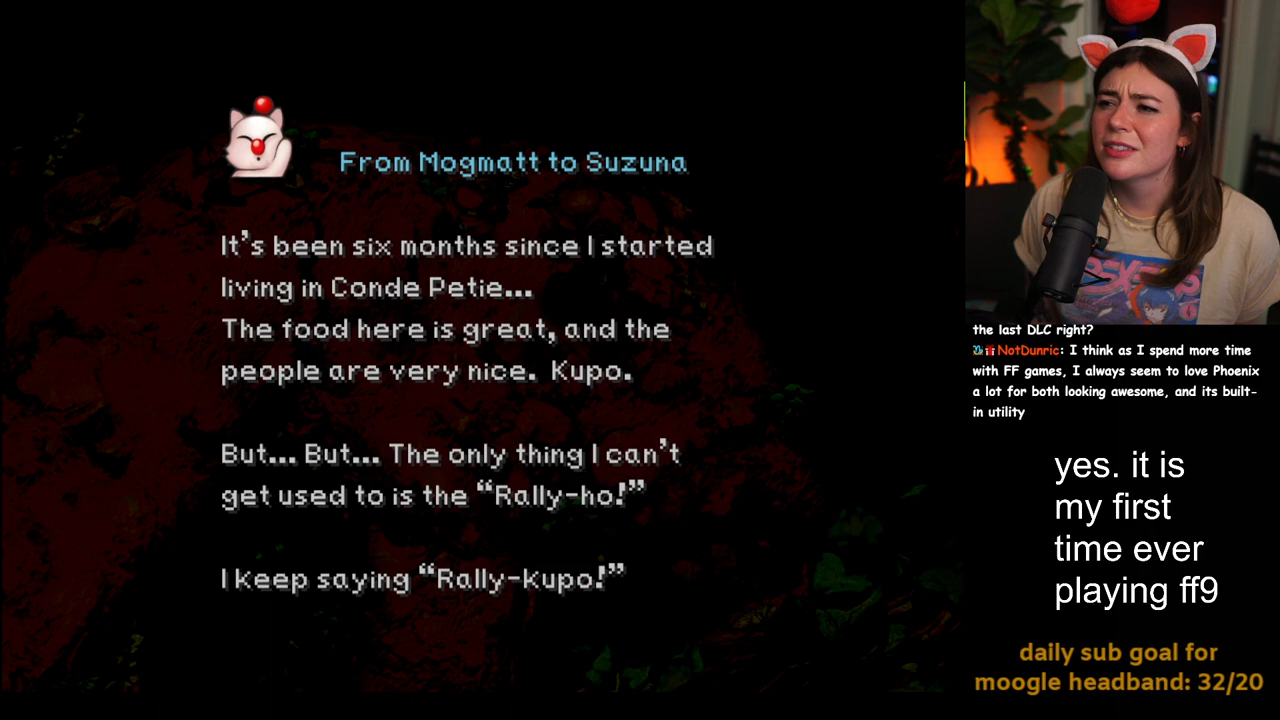 From Mogmatt to Suzuna
It's been six months since I started
living in Conde Petie...
The food here is great, and the
people are very nice. Kupo.
But... But... The only thing I can't
get used to is the “Rally-ho!”
I keep saying “Rally-kupo!”
the last DLC right?
NotDunric: I think as I spend more time
with FF games, I always seem to love Phoenix
a lot for both looking awesome, and its built-
in utility
yes. it is
my first
time ever
playing ff9
daily sub goal for
moogle headband: 32/20